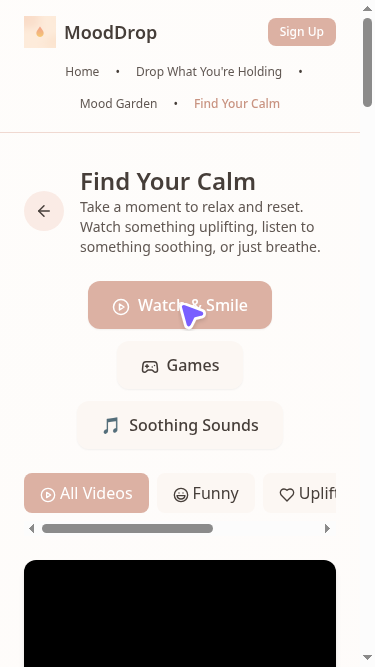 MoodDrop
Sign Up
Home • Drop What You're Holding •
Mood Garden • Find Your Calm
Find Your Calm
Take a moment to relax and reset.
Watch something uplifting, listen to
something soothing, or just breathe.
Watch & Smile
Games
Soothing Sounds
All Videos
Funny
Uplift